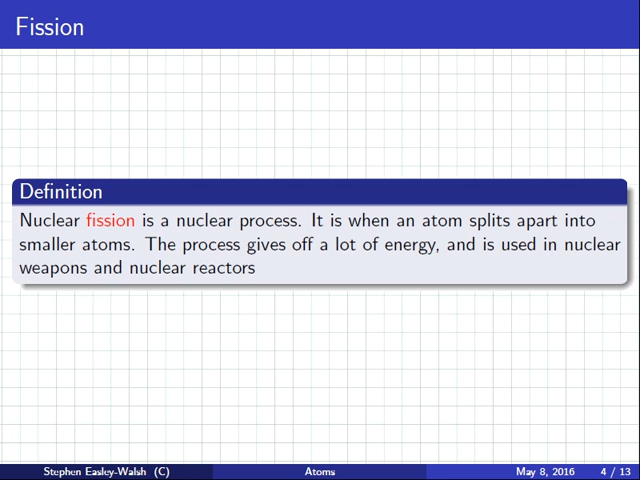 Fission
Definition
Nuclear fission is a nuclear process. It is when an atom splits apart into
smaller atoms. The process gives off a lot of energy, and is used in nuclear
weapons and nuclear reactors
Stephen Easley-Walsh (C) Atoms May 8, 2016 4 / 13